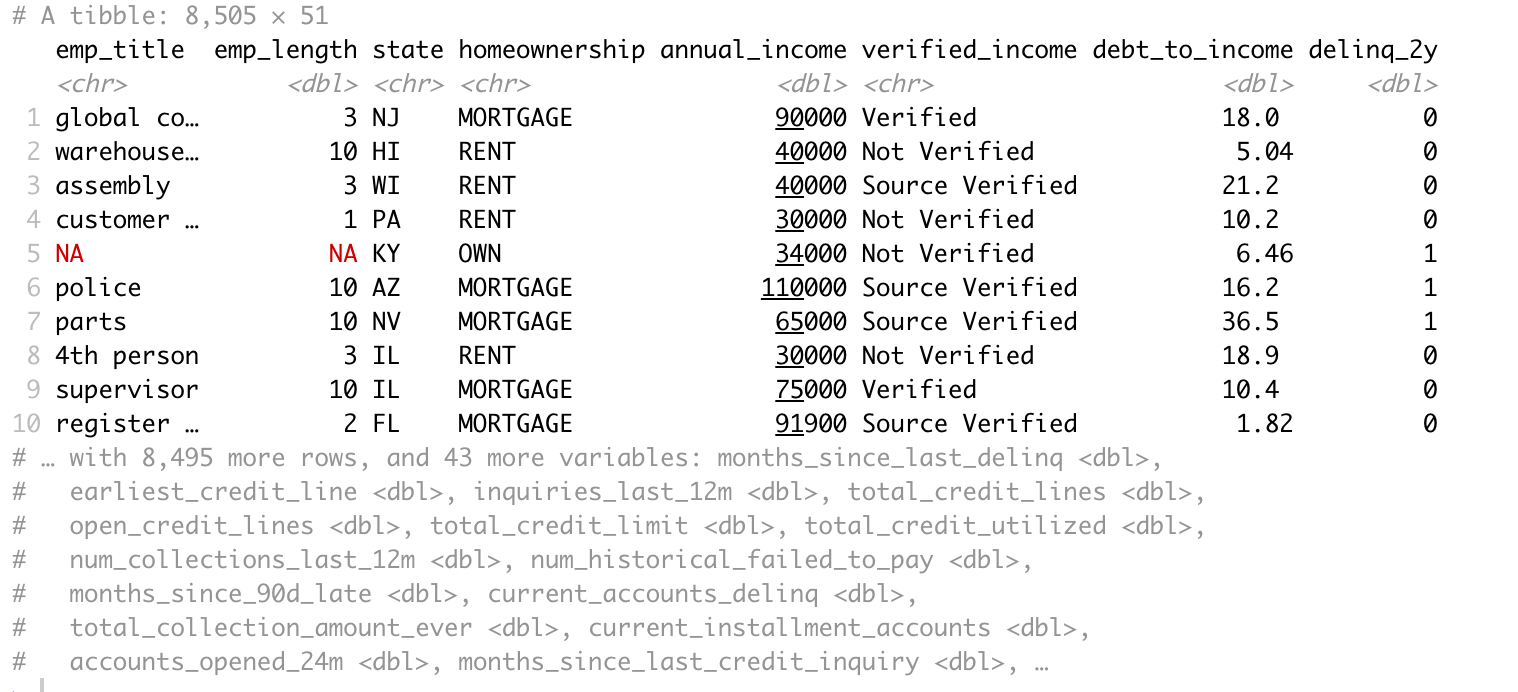 # A tibble: 8,505 × 51
emp_title emp_length state homeownership annual_income verified_income debt_to_income delinq_2y
<chr> <dbl> <chr> <chr> <dbl> <chr> <dbl> <dbl>
1 global co… 3 NJ MORTGAGE 90000 Verified 18.0 0
2 warehouse… 10 HI RENT 40000 Not Verified 5.04 0
3 assembly 3 WI RENT 40000 Source Verified 21.2 0
4 customer … 1 PA RENT 30000 Not Verified 10.2 0
5 NA NA KY OWN 34000 Not Verified 6.46 1
6 police 10 AZ MORTGAGE 110000 Source Verified 16.2 1
7 parts 10 NV MORTGAGE 65000 Source Verified 36.5 1
8 4th person 3 IL RENT 30000 Not Verified 18.9 0
9 supervisor 10 IL MORTGAGE 75000 Verified 10.4 0
10 register … 2 FL MORTGAGE 91900 Source Verified 1.82 0
# … with 8,495 more rows, and 43 more variables: months_since_last_delinq <dbl>,
# earliest_credit_line <dbl>, inquiries_last_12m <dbl>, total_credit_lines <dbl>,
# open_credit_lines <dbl>, total_credit_limit <dbl>, total_credit_utilized <dbl>,
# num_collections_last_12m <dbl>, num_historical_failed_to_pay <dbl>,
# months_since_90d_late <dbl>, current_accounts_delinq <dbl>,
# total_collection_amount_ever <dbl>, current_installment_accounts <dbl>,
# accounts_opened_24m <dbl>, months_since_last_credit_inquiry <dbl>, …